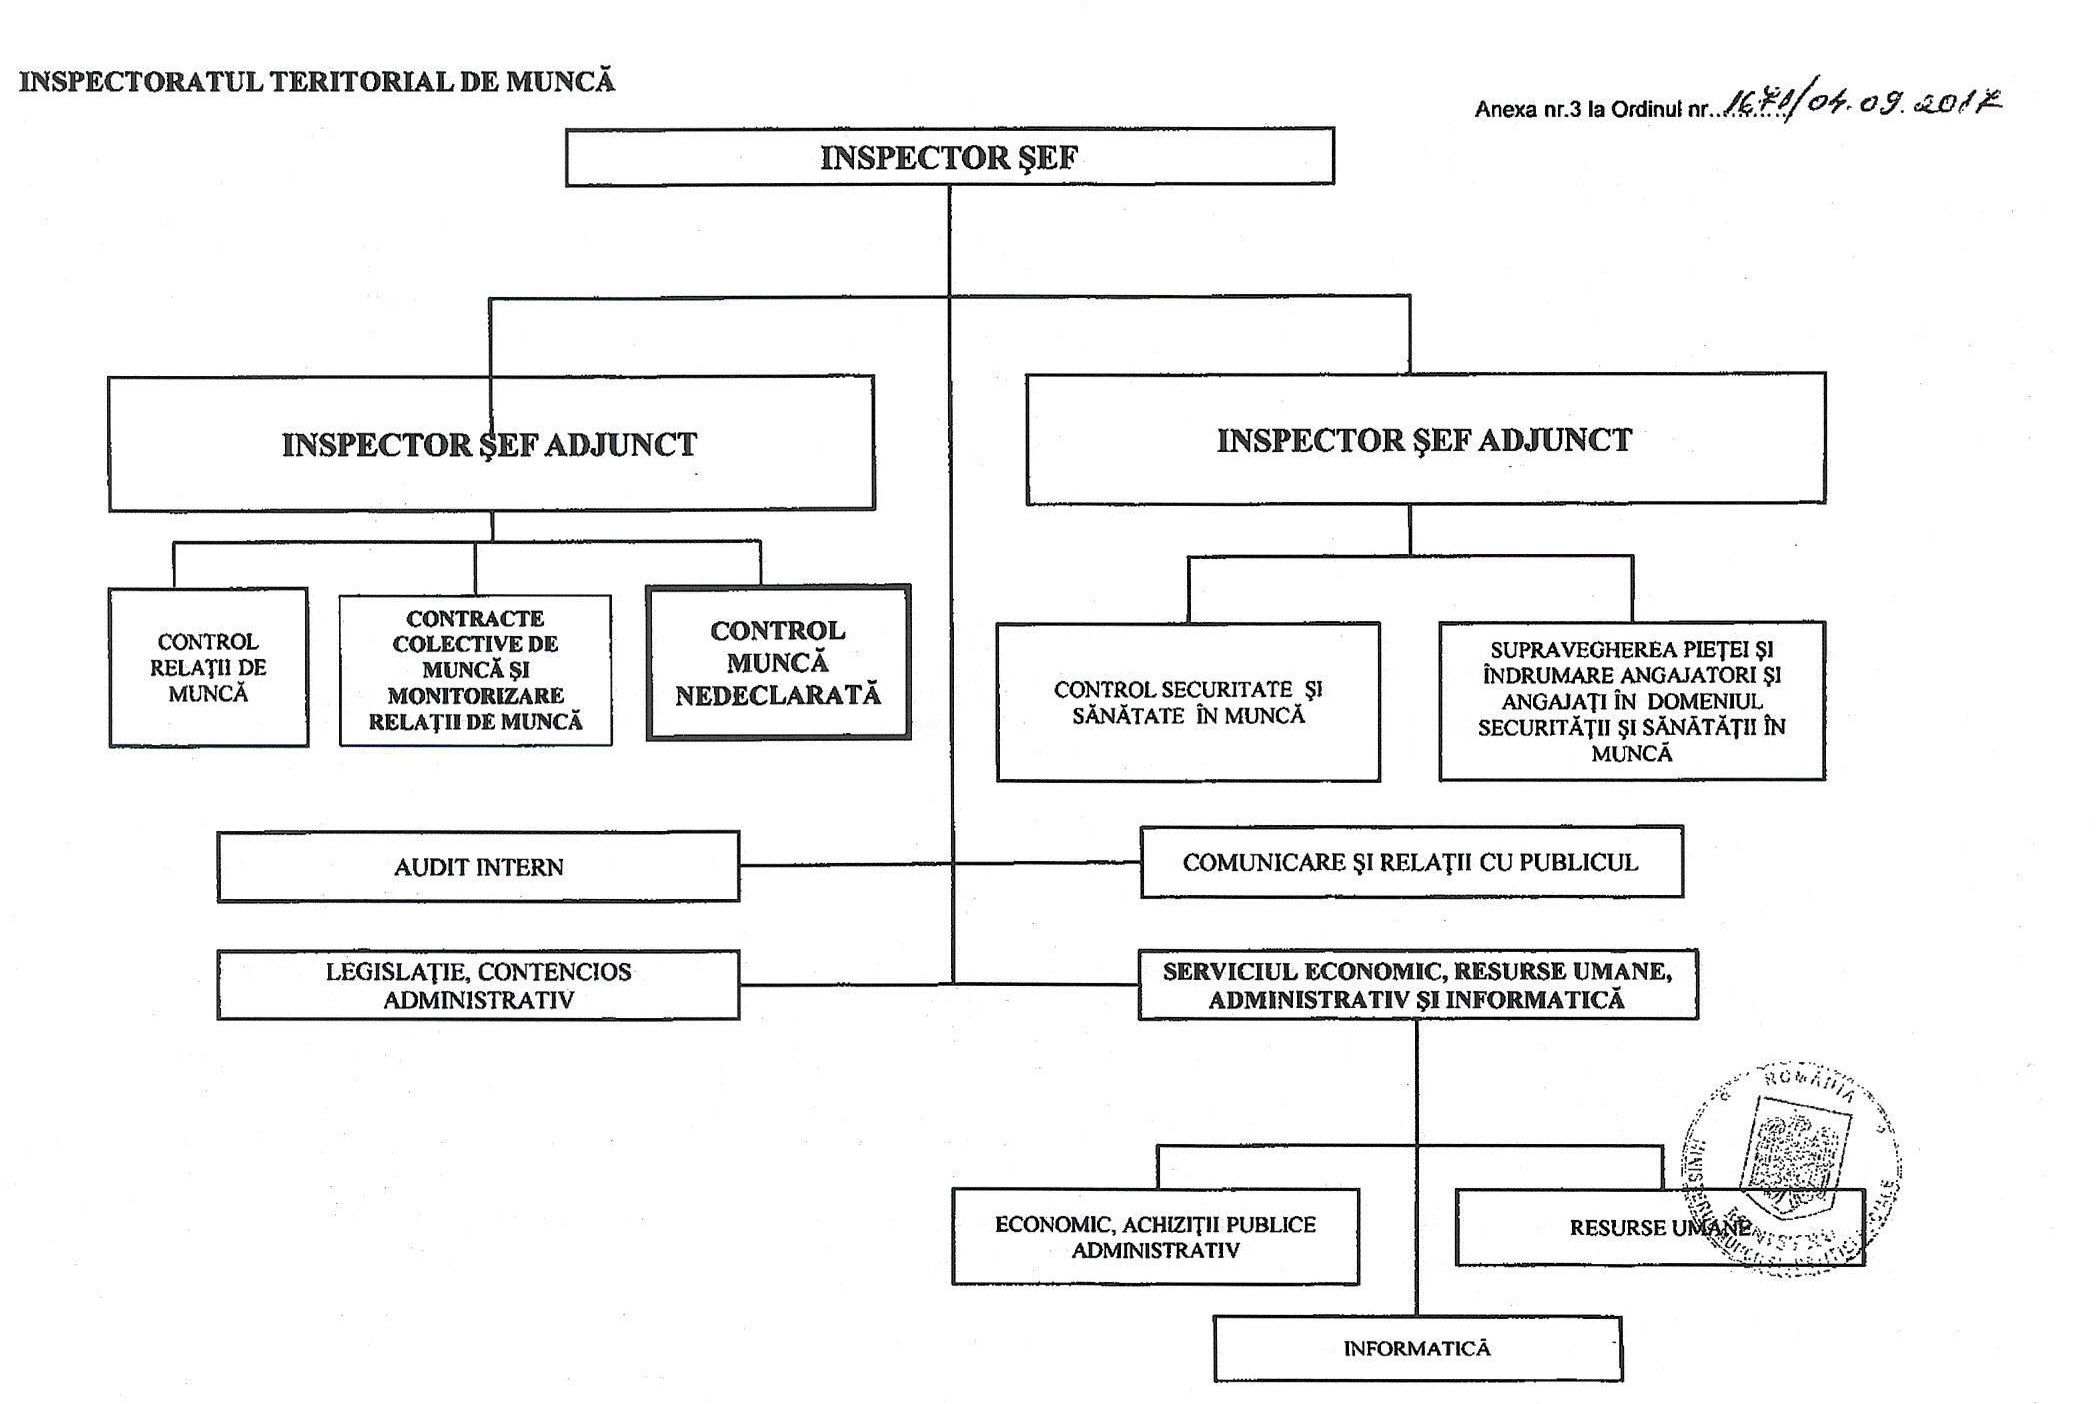 INSPECTORATUL TERITORIAL DE MUNCĂ
Anexa nr.3 la Ordinul nr. 1671/04.09.2017
INSPECTOR ŞEF
INSPECTOR ŞEF ADJUNCT
INSPECTOR ŞEF ADJUNCT
CONTROL
RELAŢII DE
MUNCĂ
CONTRACTE
COLECTIVE DE
MUNCĂ ŞI
MONITORIZARE
RELAŢII DE MUNCĂ
CONTROL
MUNCĂ
NEDECLARATĂ
CONTROL SECURITATE ŞI
SĂNĂTATE ÎN MUNCĂ
SUPRAVEGHEREA PIEŢEI ŞI
ÎNDRUMARE ANGAJATORI ŞI
ANGAJAŢI ÎN DOMENIUL
SECURITĂŢII ŞI SĂNĂTĂŢII ÎN
MUNCĂ
AUDIT INTERN
COMUNICARE ŞI RELAŢII CU PUBLICUL
LEGISLAŢIE, CONTENCIOS
ADMINISTRATIV
SERVICIUL ECONOMIC, RESURSE UMANE,
ADMINISTRATIV ŞI INFORMATICĂ
ROMÂNIA
ECONOMIC, ACHIZIŢII PUBLICE
ADMINISTRATIV
RESURSE UMANE
INFORMATICĂ